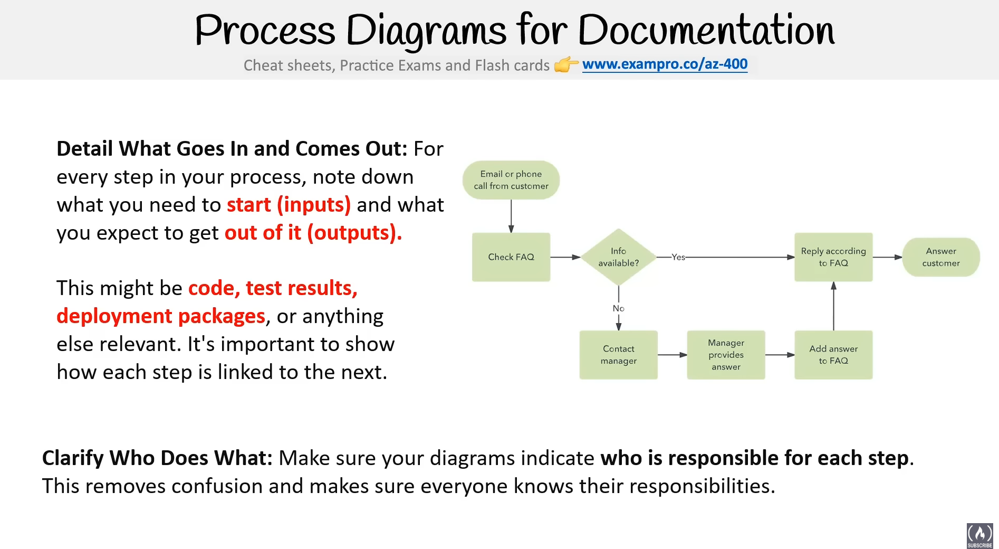 Process Diagrams for Documentation
Cheat sheets, Practice Exams and Flash cards 👉 www.exampro.co/az-400
Detail What Goes In and Comes Out: For
every step in your process, note down
what you need to start (inputs) and what
you expect to get out of it (outputs).
This might be code, test results,
deployment packages, or anything
else relevant. It's important to show
how each step is linked to the next.
Email or phone
call from customer
Check FAQ
Info
available?
Yes
Reply according
to FAQ
Answer
customer
No
Contact
manager
Manager
provides
answer
Add answer
to FAQ
Clarify Who Does What: Make sure your diagrams indicate who is responsible for each step.
This removes confusion and makes sure everyone knows their responsibilities.
SUBSCRIBE